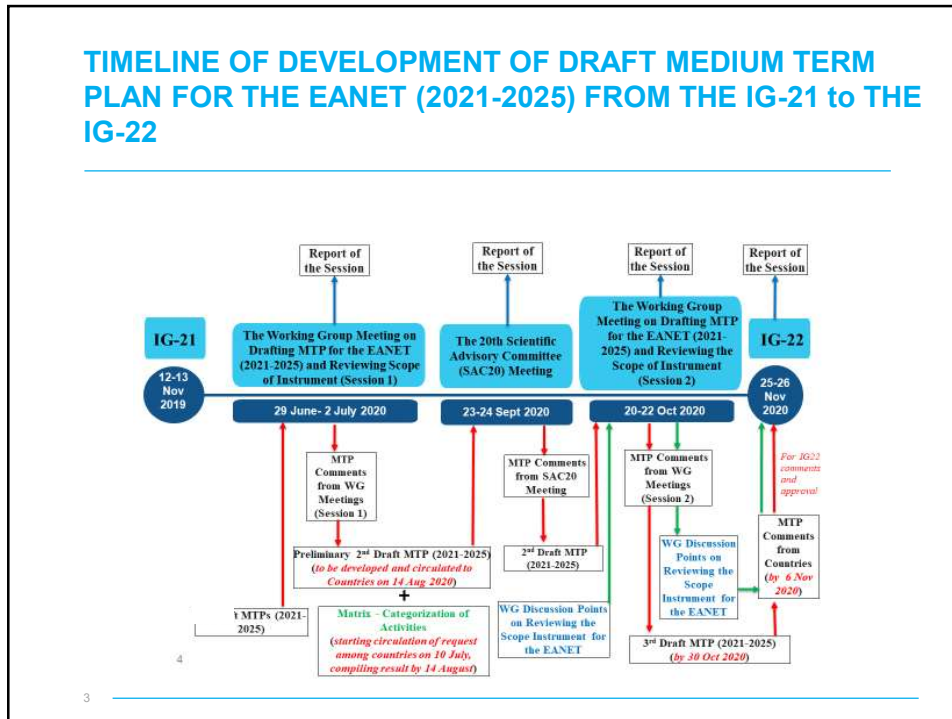 TIMELINE OF DEVELOPMENT OF DRAFT MEDIUM TERM
PLAN FOR THE EANET (2021-2025) FROM THE IG-21 to THE
IG-22
Report of
the Session
Report of
the Session
Report of
the Session
Report of
the Session
IG-21
The Working Group Meeting on
Drafting MTP for the EANET
(2021-2025) and Reviewing Scope
of Instrument (Session 1)
The 20th Scientific
Advisory Committee
(SAC20) Meeting
The Working Group
Meeting on Drafting MTP
for the EANET (2021-
2025) and Reviewing the
Scope of Instrument
(Session 2)
IG-22
12-13
Nov
2019
29 June- 2 July 2020
23-24 Sept 2020
20-22 Oct 2020
25-26
Nov
2020
MTP
Comments
from WG
Meetings
(Session 1)
MTP Comments
from SAC20
Meeting
MTP Comments
from WG
Meetings
(Session 2)
For IG22
comments
and
approval
Preliminary 2nd Draft MTP (2021-2025)
(to be developed and circulated to
Countries on 14 Aug 2020)
+
2nd Draft MTP
(2021-2025)
WG Discussion
Points on
Reviewing the
Scope
Instrument for
the EANET
MTP
Comments
from
Countries
(by 6 Nov
2020)
t MTPs (2021-
2025)
Matrix - Categorization of
Activities
(starting circulation of request
among countries on 10 July,
compiling result by 14 August)
WG Discussion Points
on Reviewing the
Scope Instrument for
the EANET
3rd Draft MTP (2021-2025)
(by 30 Oct 2020)
4
3